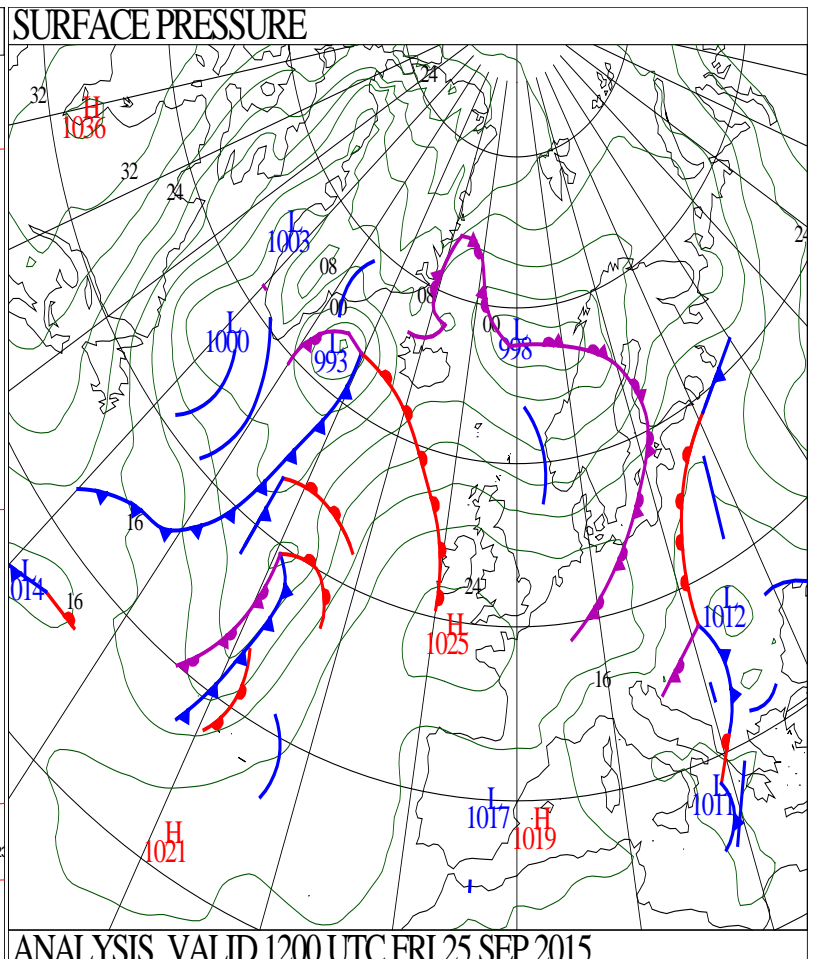 SURFACE PRESSURE
24
32
H
1036
32
24
L
1003
24
08
08
00
L
1000
L
993
00
L
998
16
L
014
16
24
H
1025
L
1012
16
L
1017
H
1019
L
1011
H
1021
ANALYSIS VALID 1200 UTC FRI 25 SEP 2015